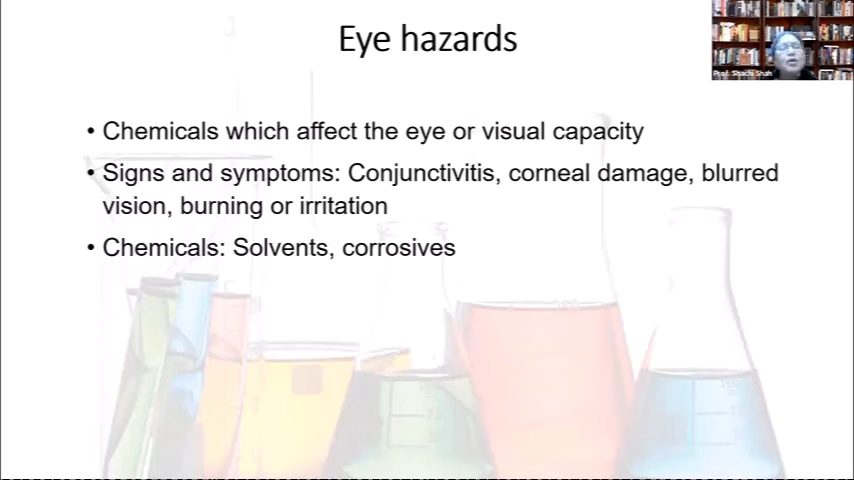 Eye hazards
Prof. Shachi Shah
• Chemicals which affect the eye or visual capacity
• Signs and symptoms: Conjunctivitis, corneal damage, blurred
vision, burning or irritation
• Chemicals: Solvents, corrosives